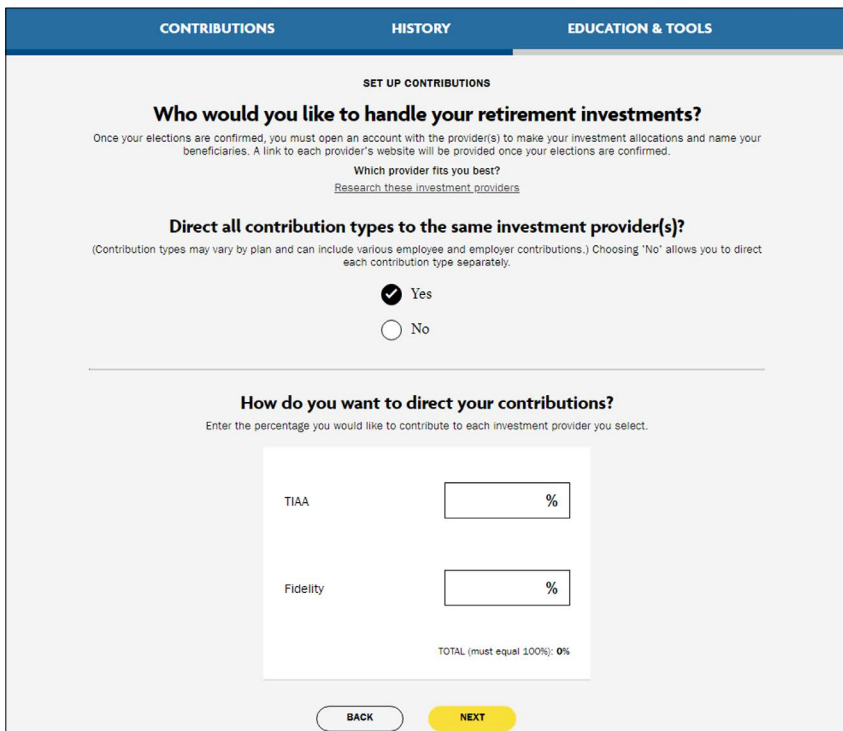 CONTRIBUTIONS HISTORY EDUCATION & TOOLS
SET UP CONTRIBUTIONS
Who would you like to handle your retirement investments?
Once your elections are confirmed, you must open an account with the provider(s) to make your investment allocations and name your
beneficiaries. A link to each provider's website will be provided once your elections are confirmed.
Which provider fits you best?
Research these investment providers
Direct all contribution types to the same investment provider(s)?
(Contribution types may vary by plan and can include various employee and employer contributions.) Choosing 'No' allows you to direct
each contribution type separately.
Yes
No
How do you want to direct your contributions?
Enter the percentage you would like to contribute to each investment provider you select.
TIAA %
Fidelity %
TOTAL (must equal 100%): 0%
BACK NEXT